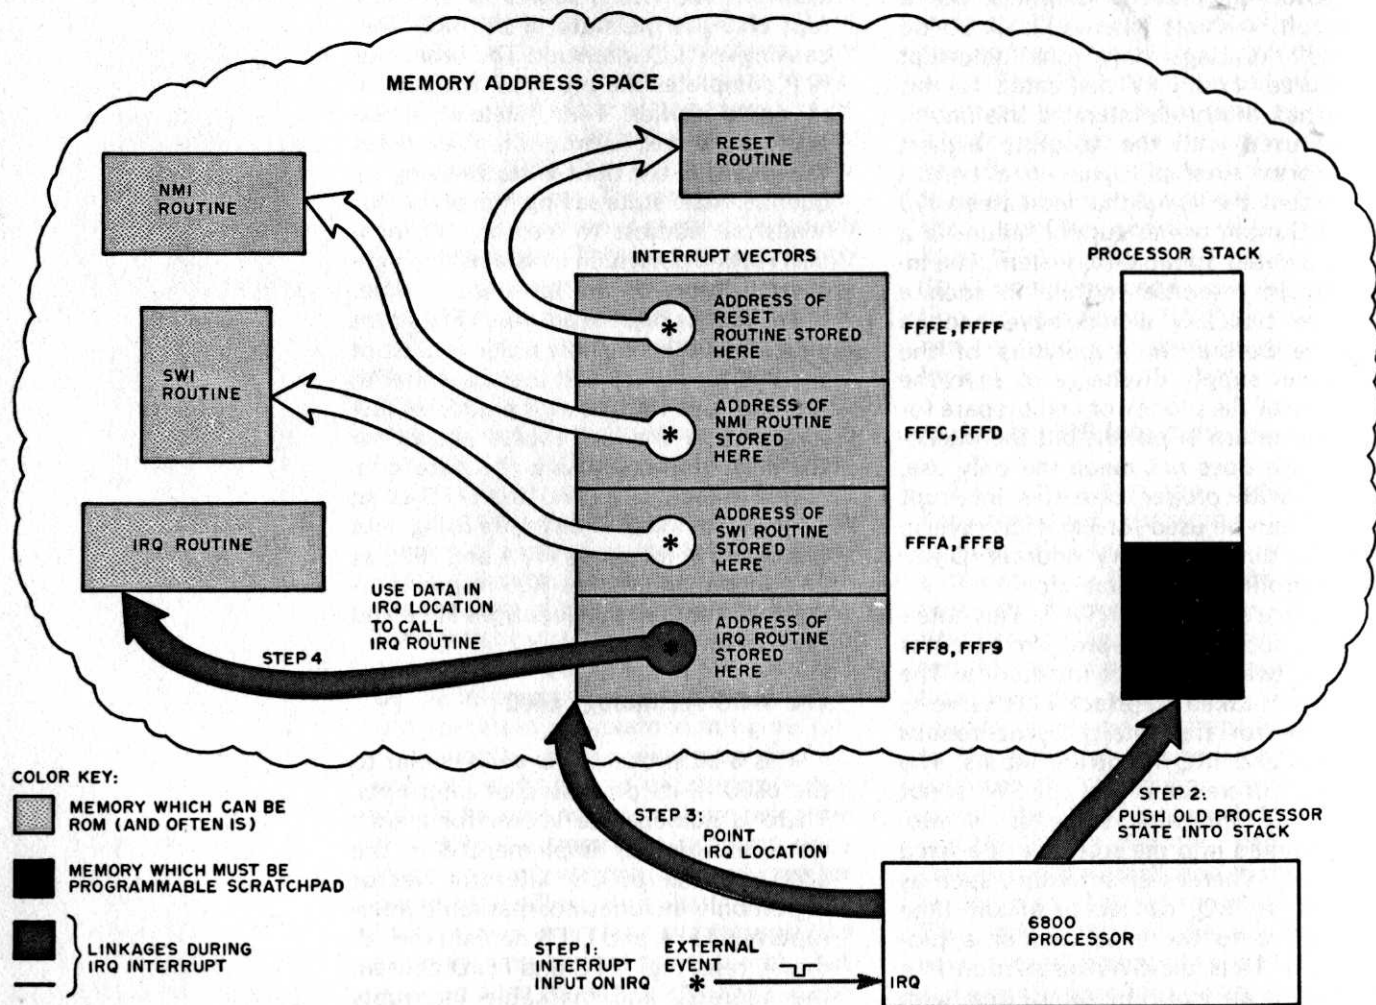 MEMORY ADDRESS SPACE
RESET
ROUTINE
NMI
ROUTINE
INTERRUPT VECTORS
PROCESSOR STACK
ADDRESS OF
RESET
ROUTINE STORED
HERE
FFFE, FFFF
SWI
ROUTINE
ADDRESS OF
NMI ROUTINE
STORED
HERE
FFFC, FFFD
ADDRESS OF
SWI ROUTINE
STORED
HERE
FFFA, FFFB
IRQ ROUTINE
USE DATA IN
IRQ LOCATION
TO CALL
IRQ ROUTINE
STEP 4
ADDRESS OF
IRQ ROUTINE
STORED
HERE
FFF8, FFF9
COLOR KEY:
MEMORY WHICH CAN BE
ROM (AND OFTEN IS)
MEMORY WHICH MUST BE
PROGRAMMABLE SCRATCHPAD
LINKAGES DURING
IRQ INTERRUPT
STEP 3:
POINT
IRQ LOCATION
STEP 2:
PUSH OLD PROCESSOR
STATE INTO STACK
6800
PROCESSOR
STEP 1:
INTERRUPT
INPUT ON IRQ
EXTERNAL
EVENT
*
IRQ